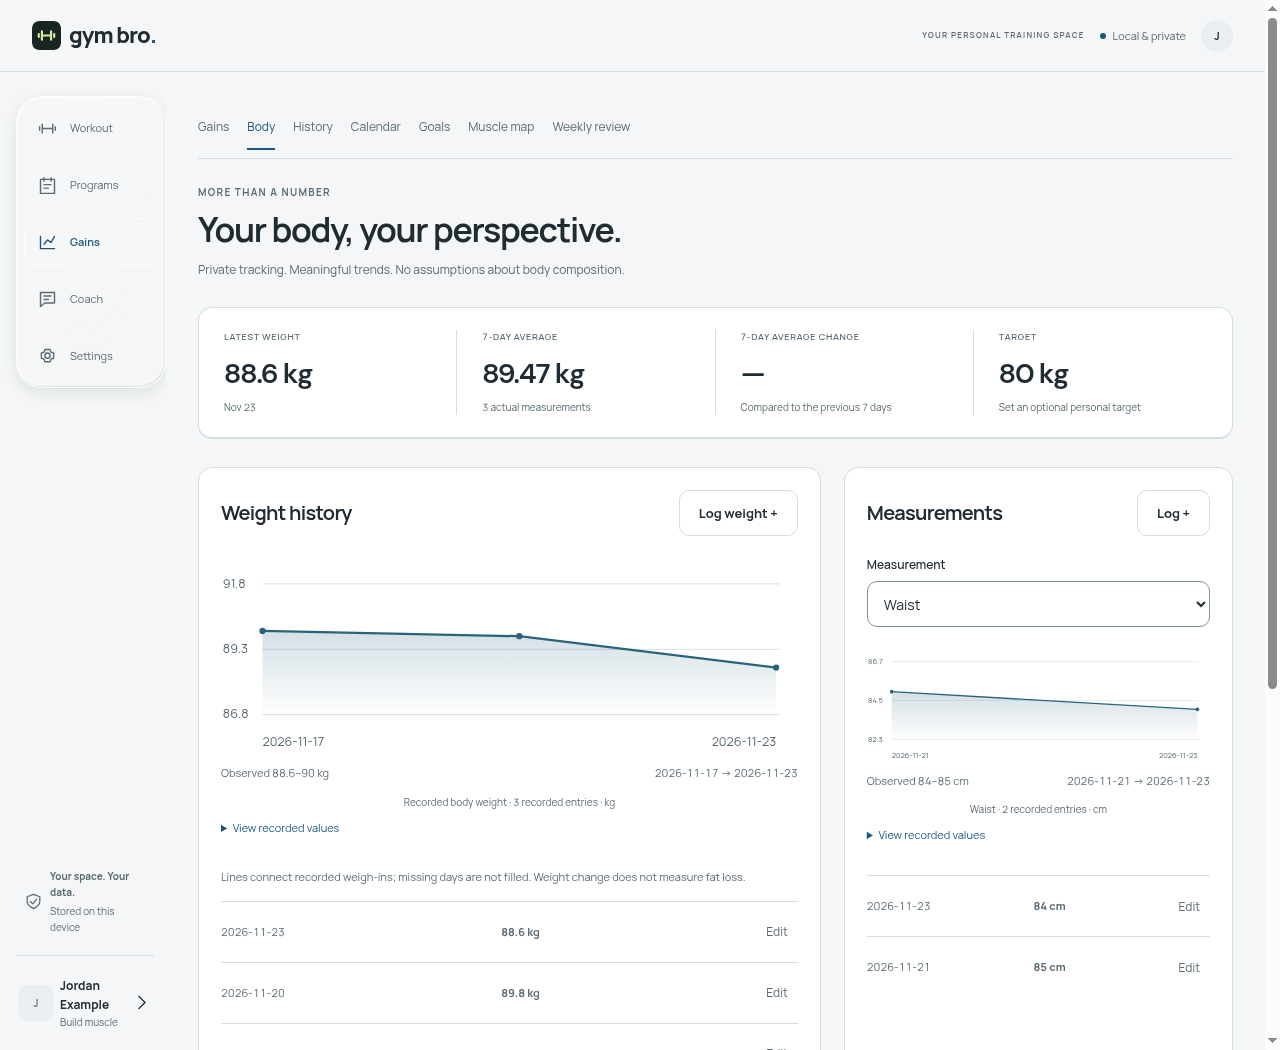 gym bro.
YOUR PERSONAL TRAINING SPACE
Local & private
J
Workout
Programs
Gains
Coach
Settings
Gains Body History Calendar Goals Muscle map Weekly review
MORE THAN A NUMBER
Your body, your perspective.
Private tracking. Meaningful trends. No assumptions about body composition.
LATEST WEIGHT
88.6 kg
Nov 23
7-DAY AVERAGE
89.47 kg
3 actual measurements
7-DAY AVERAGE CHANGE
—
Compared to the previous 7 days
TARGET
80 kg
Set an optional personal target
Weight history
Log weight +
91.8
89.3
86.8
2026-11-17 2026-11-23
Observed 88.6–90 kg 2026-11-17 → 2026-11-23
Recorded body weight · 3 recorded entries · kg
View recorded values
Lines connect recorded weigh-ins; missing days are not filled. Weight change does not measure fat loss.
2026-11-23 88.6 kg Edit
2026-11-20 89.8 kg Edit
Measurements
Log +
Measurement
Waist
86.7
84.5
82.3
2026-11-21 2026-11-23
Observed 84–85 cm 2026-11-21 → 2026-11-23
Waist · 2 recorded entries · cm
View recorded values
2026-11-23 84 cm Edit
2026-11-21 85 cm Edit
Your space. Your
data.
Stored on this
device
J
Jordan
Example
Build muscle